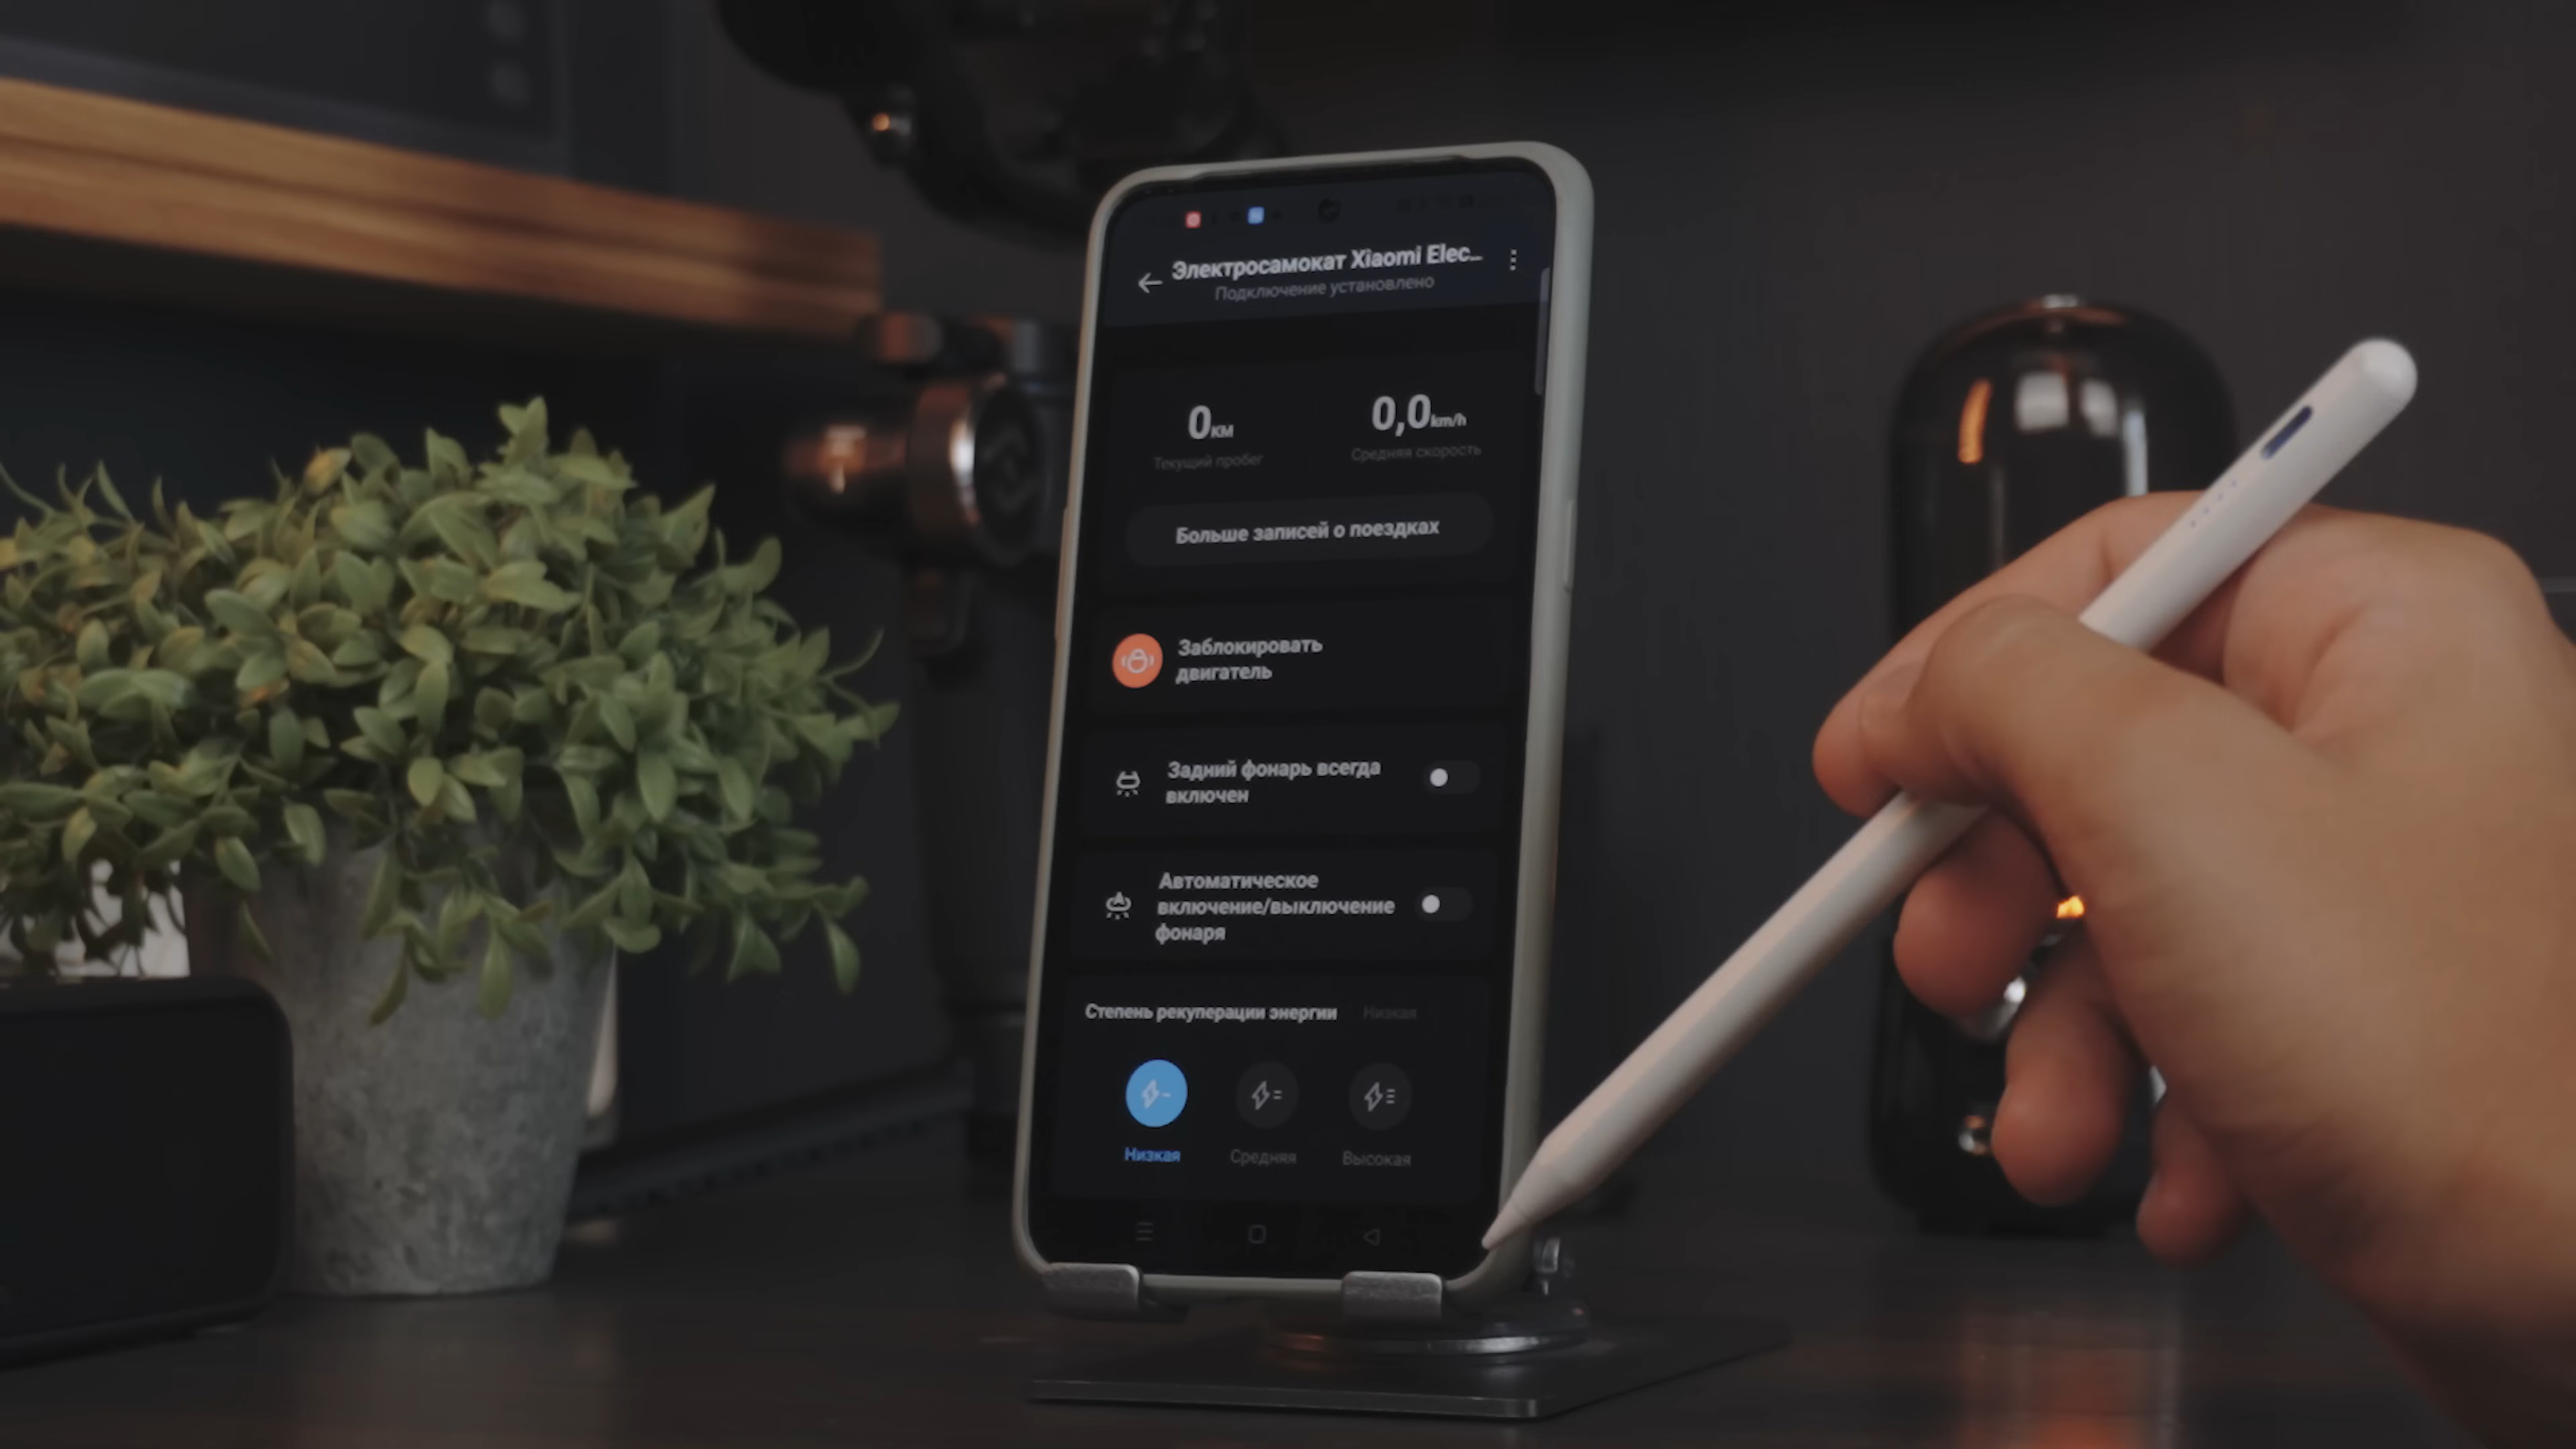 Электросамокат Xiaomi Elec...
Подключение установлено
0км
0,0km/h
Текущий пробег
Средняя скорость
Больше записей о поездках
Заблокировать
двигатель
Задний фонарь всегда
включен
Автоматическое
включение/выключение
фонаря
Степень рекуперации энергии Низкая
Низкая
Средняя
Высокая